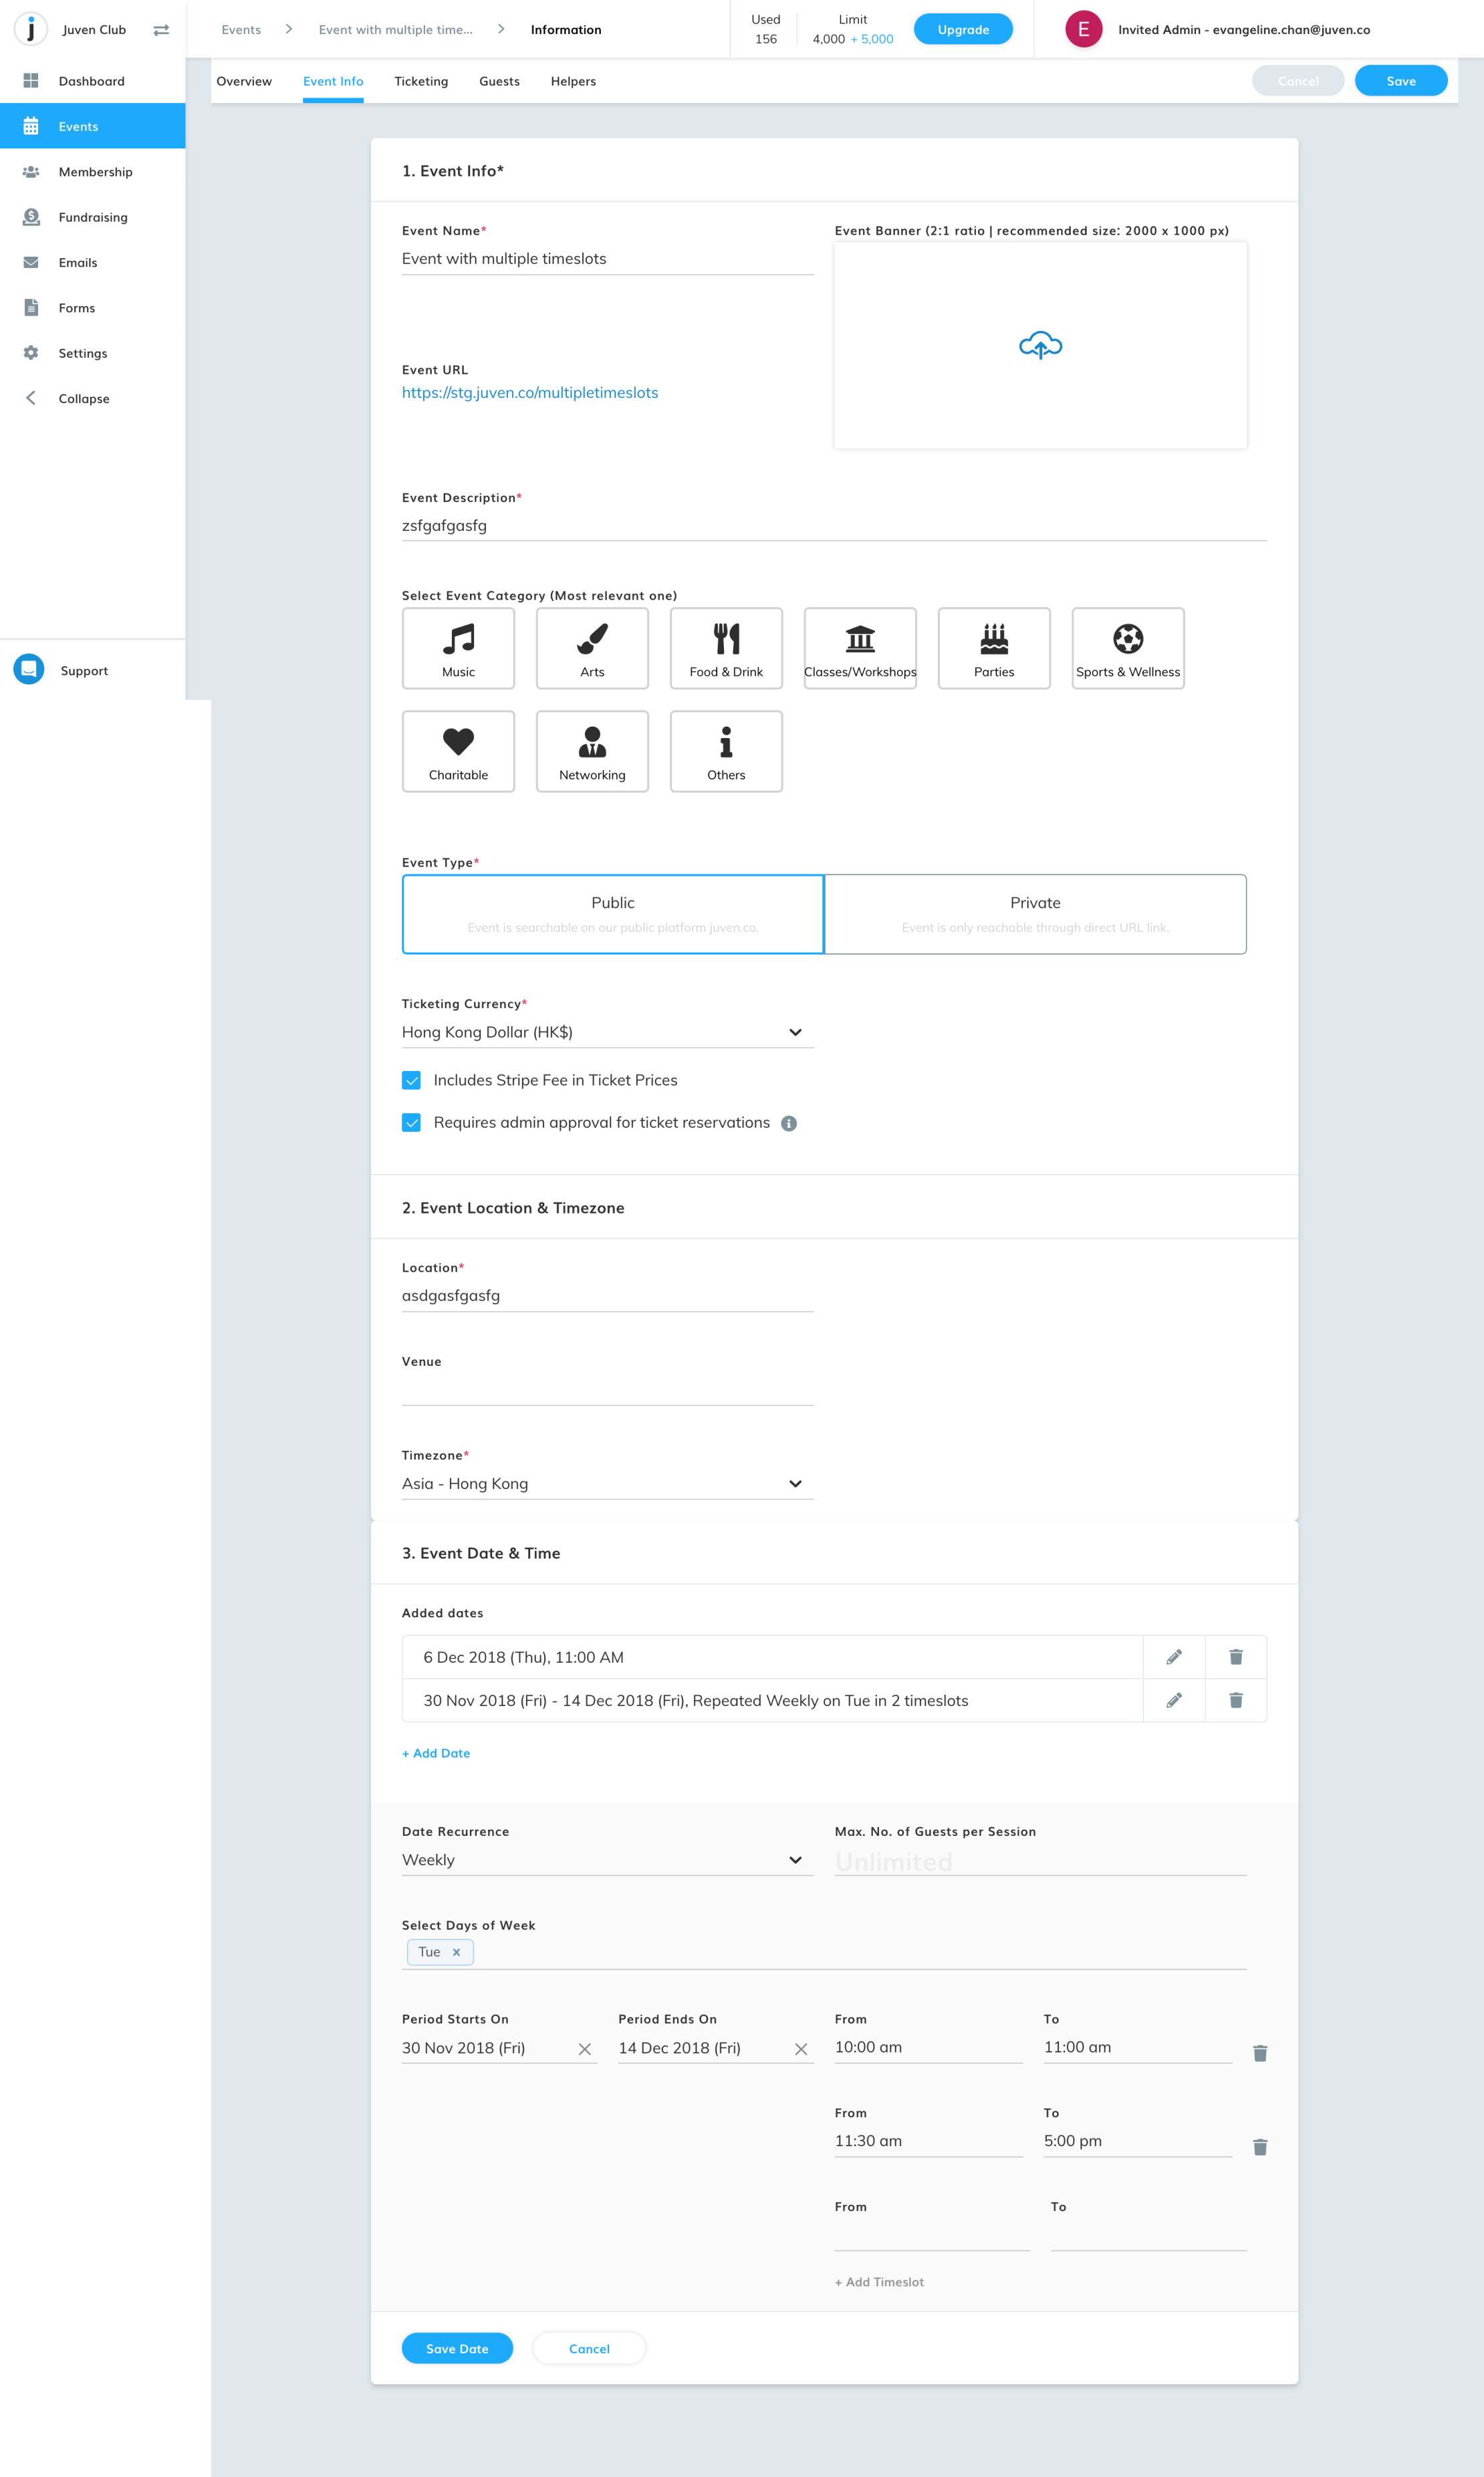 j Juven Club
Events > Event with multiple time... > Information
Used
156
Limit
4,000 + 5,000
Upgrade
E
Invited Admin - evangeline.chan@juven.co
Dashboard
Events
Membership
Fundraising
Emails
Forms
Settings
Collapse
Support
Overview Event Info Ticketing Guests Helpers
Cancel Save
1. Event Info*
Event Name*
Event with multiple timeslots
Event Banner (2:1 ratio | recommended size: 2000 x 1000 px)
Event URL
https://stg.juven.co/multipletimeslots
Event Description*
zsfgafgasfg
Select Event Category (Most relevant one)
Music Arts Food & Drink Classes/Workshops Parties Sports & Wellness
Charitable Networking Others
Event Type*
Public
Event is searchable on our public platform juven.co.
Private
Event is only reachable through direct URL link.
Ticketing Currency*
Hong Kong Dollar (HK$)
Includes Stripe Fee in Ticket Prices
Requires admin approval for ticket reservations
2. Event Location & Timezone
Location*
asdgasfgasfg
Venue
Timezone*
Asia - Hong Kong
3. Event Date & Time
Added dates
6 Dec 2018 (Thu), 11:00 AM
30 Nov 2018 (Fri) - 14 Dec 2018 (Fri), Repeated Weekly on Tue in 2 timeslots
+ Add Date
Date Recurrence
Weekly
Max. No. of Guests per Session
Unlimited
Select Days of Week
Tue x
Period Starts On Period Ends On From To
30 Nov 2018 (Fri) 14 Dec 2018 (Fri) 10:00 am 11:00 am
From To
11:30 am 5:00 pm
From To
+ Add Timeslot
Save Date Cancel